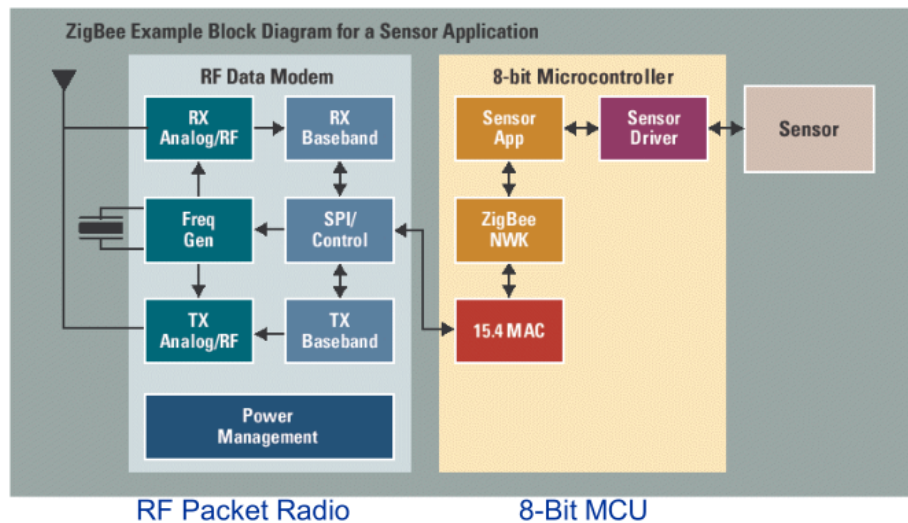 ZigBee Example Block Diagram for a Sensor Application
RF Data Modem
8-bit Microcontroller
RX
Analog/RF
RX
Baseband
Sensor
App
Sensor
Driver
Sensor
Freq
Gen
SPI/
Control
ZigBee
NWK
TX
Analog/RF
TX
Baseband
15.4 MAC
Power
Management
RF Packet Radio
8-Bit MCU